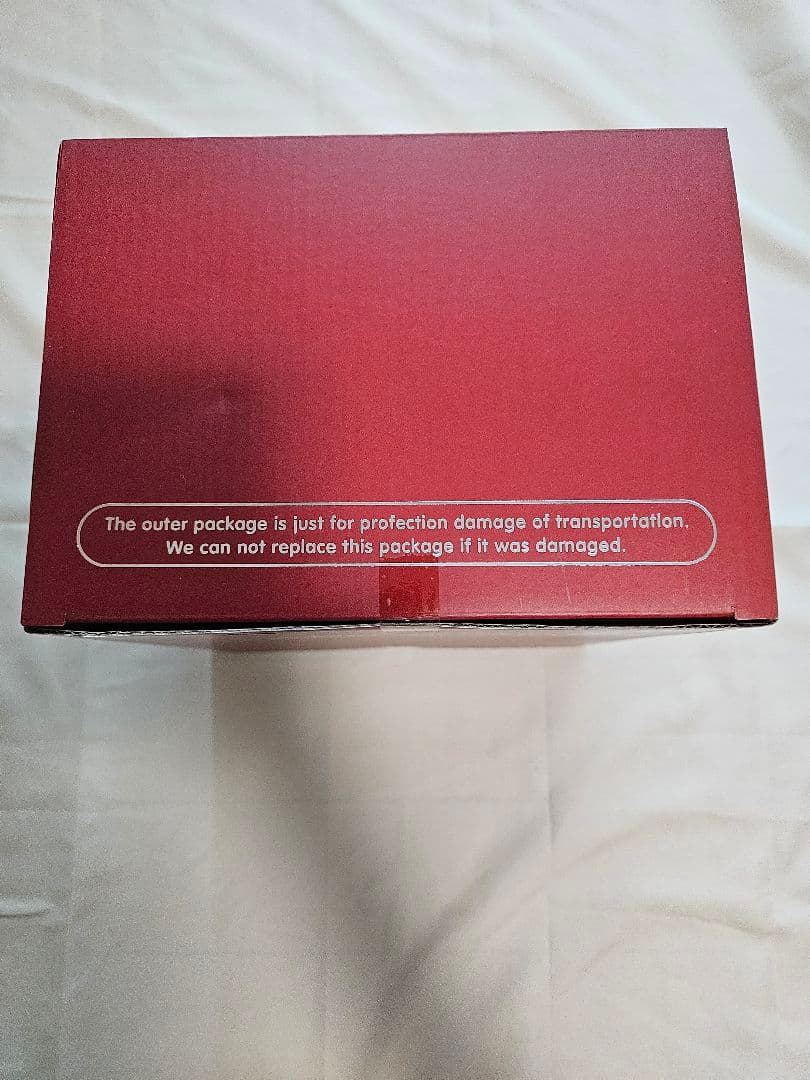 The outer package is just for profection damage of transportation.
We can not replace this package if it was damaged.